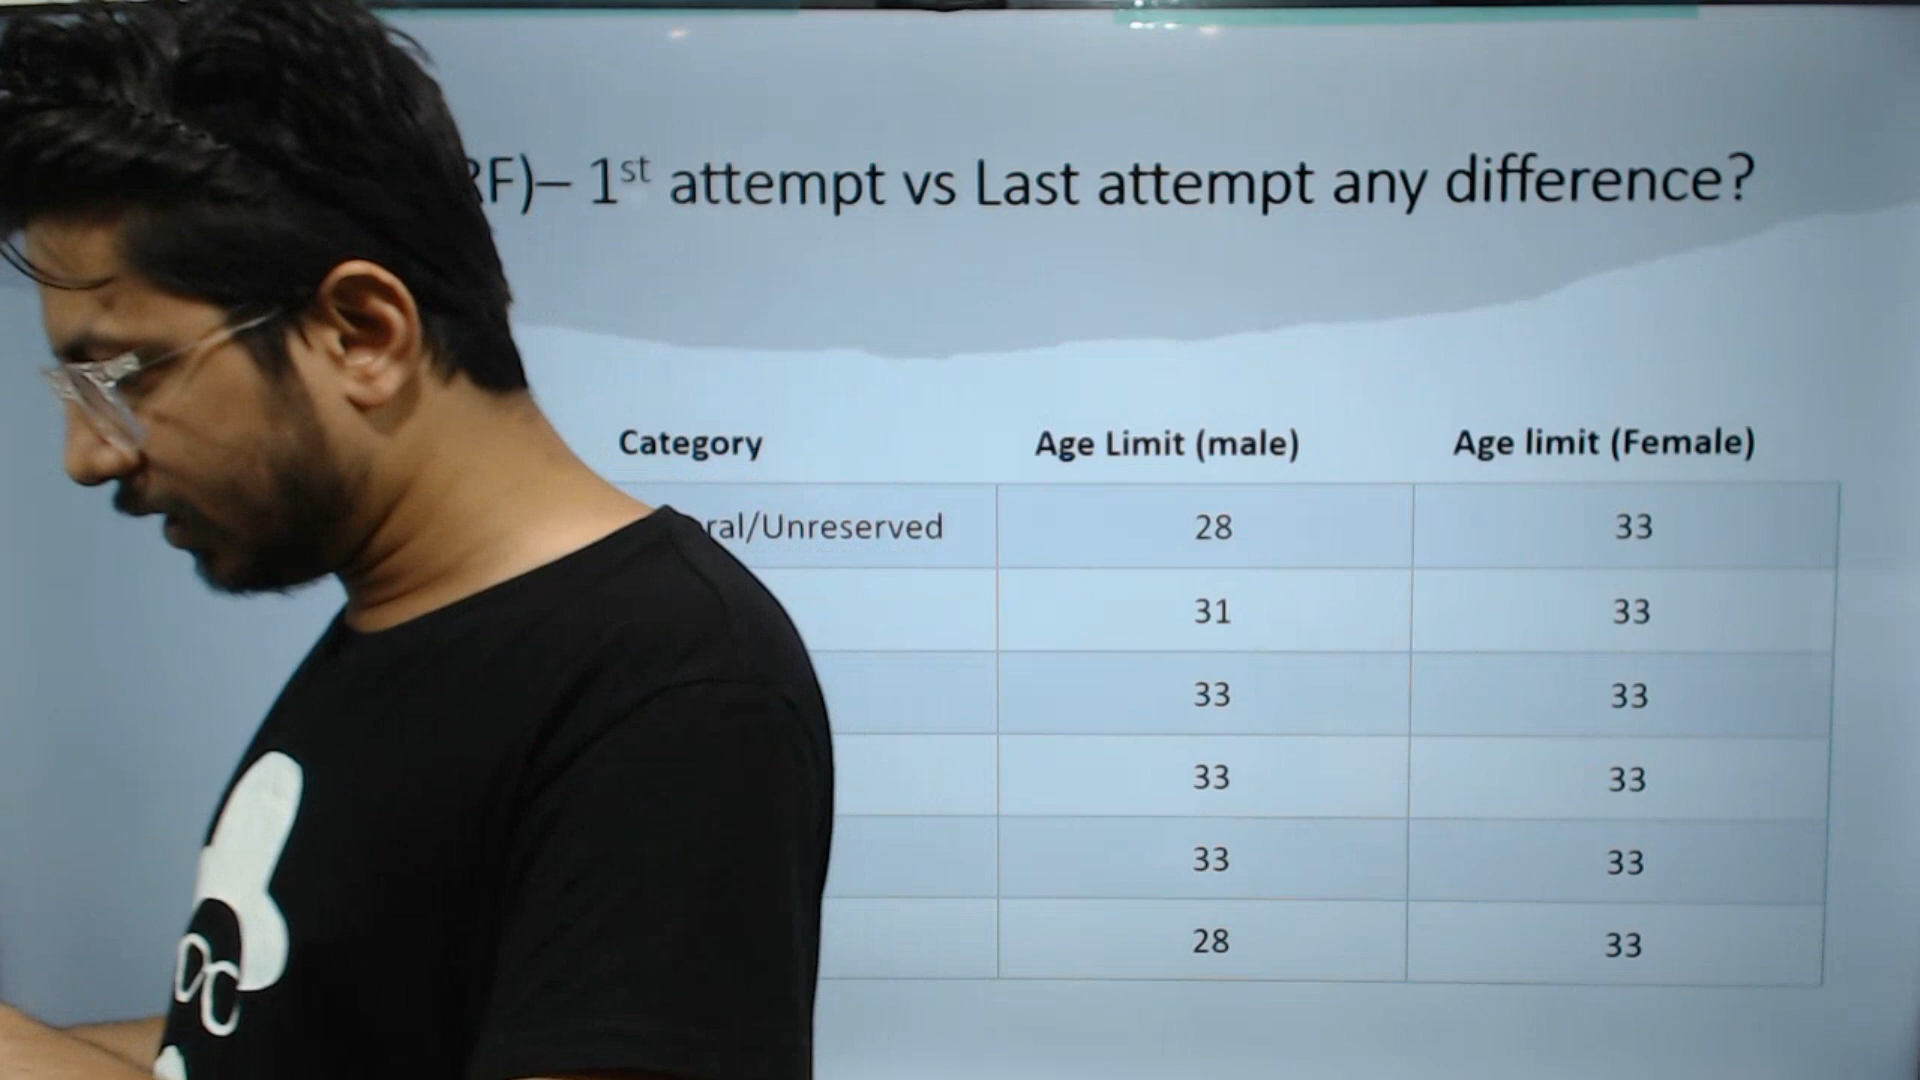 RF)– 1st attempt vs Last attempt any difference?
Category Age Limit (male) Age limit (Female)
ral/Unreserved 28 33
31 33
33 33
33 33
33 33
28 33